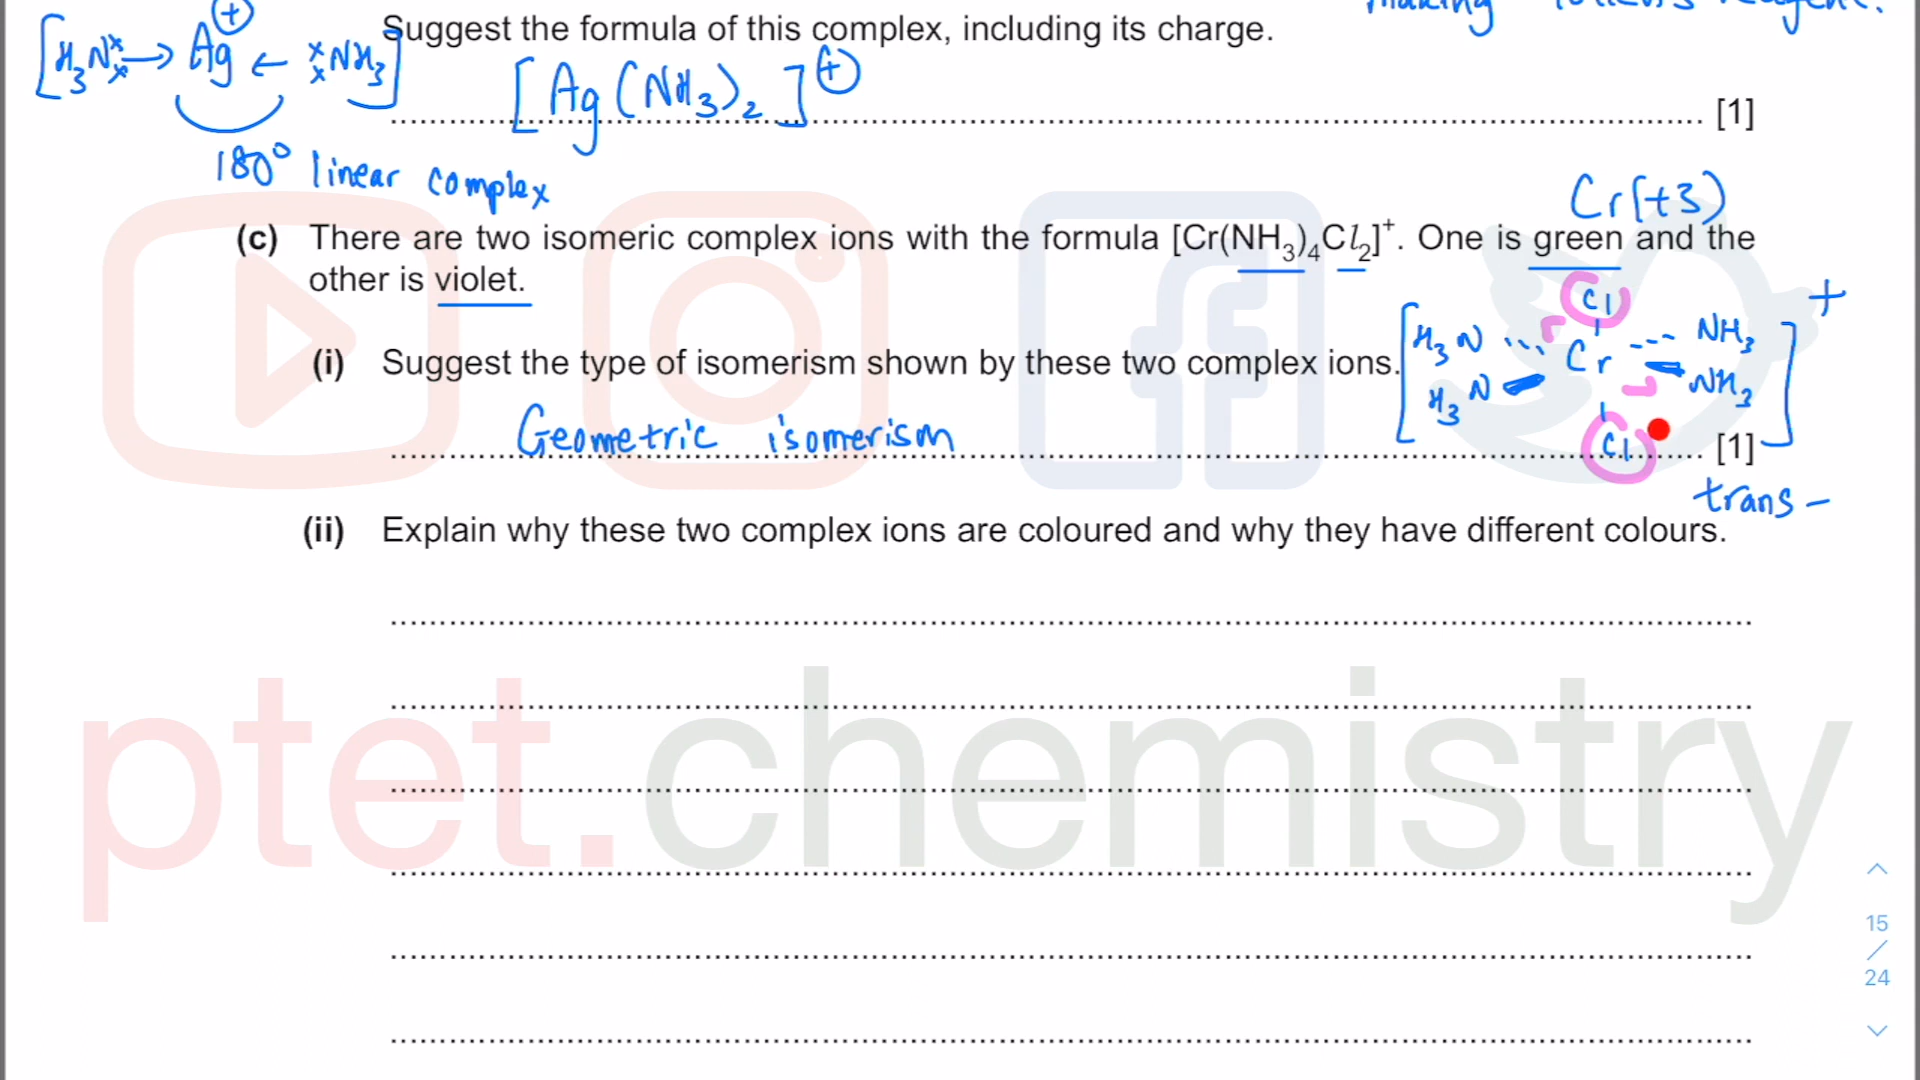 making Tollens reagent.
Suggest the formula of this complex, including its charge.
[H₃N ×× → Ag⊕ ← ×× NH₃]
[Ag(NH₃)₂]⊕
[1]
180° linear complex
Cr(+3)
(c) There are two isomeric complex ions with the formula [Cr(NH₃)₄Cl₂]⁺. One is green and the
other is violet.
Cl
+
[H₃N Cr NH₃
H₃N NH₃]
Cl
(i) Suggest the type of isomerism shown by these two complex ions.
Geometric isomerism
[1]
trans –
(ii) Explain why these two complex ions are coloured and why they have different colours.
ptet.chemistry
15
/
24